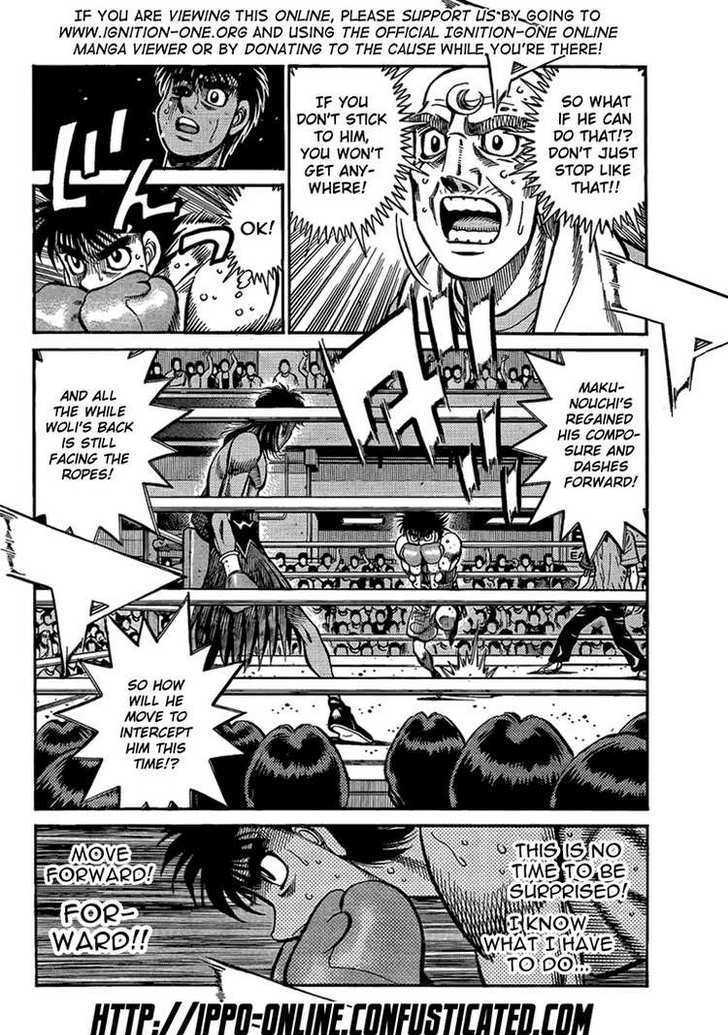 IF YOU ARE VIEWING THIS ONLINE, PLEASE SUPPORT US BY GOING TO
WWW.IGNITION-ONE.ORG AND USING THE OFFICIAL IGNITION-ONE ONLINE
MANGA VIEWER OR BY DONATING TO THE CAUSE WHILE YOU'RE THERE!
SO WHAT
IF HE CAN
DO THAT!?
DON'T JUST
STOP LIKE
THAT!!
IF YOU
DON'T STICK
TO HIM,
YOU WON'T
GET ANY-
WHERE!
OK!
MAKU-
NOUCHI'S
REGAINED
HIS COMPO-
SURE AND
DASHES
FORWARD!
AND ALL
THE WHILE
WOLI'S BACK
IS STILL
FACING THE
ROPES!
SO HOW
WILL HE
MOVE TO
INTERCEPT
HIM THIS
TIME!?
THIS IS NO
TIME TO BE
SURPRISED!
I KNOW
WHAT I HAVE
TO DO...
MOVE
FORWARD!
FOR-
WARD!!
HTTP://IPPO-ONLINE.CONFUSTICATED.COM